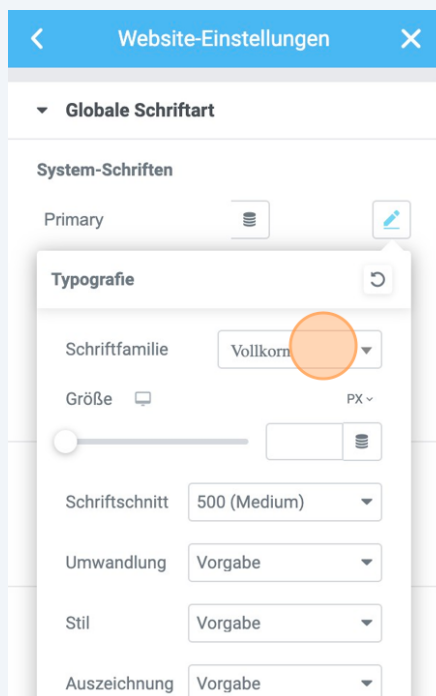 Website-Einstellungen
Globale Schriftart
System-Schriften
Primary
Typografie
Schriftfamilie Vollkorn
Größe PX
Schriftschnitt 500 (Medium)
Umwandlung Vorgabe
Stil Vorgabe
Auszeichnung Vorgabe